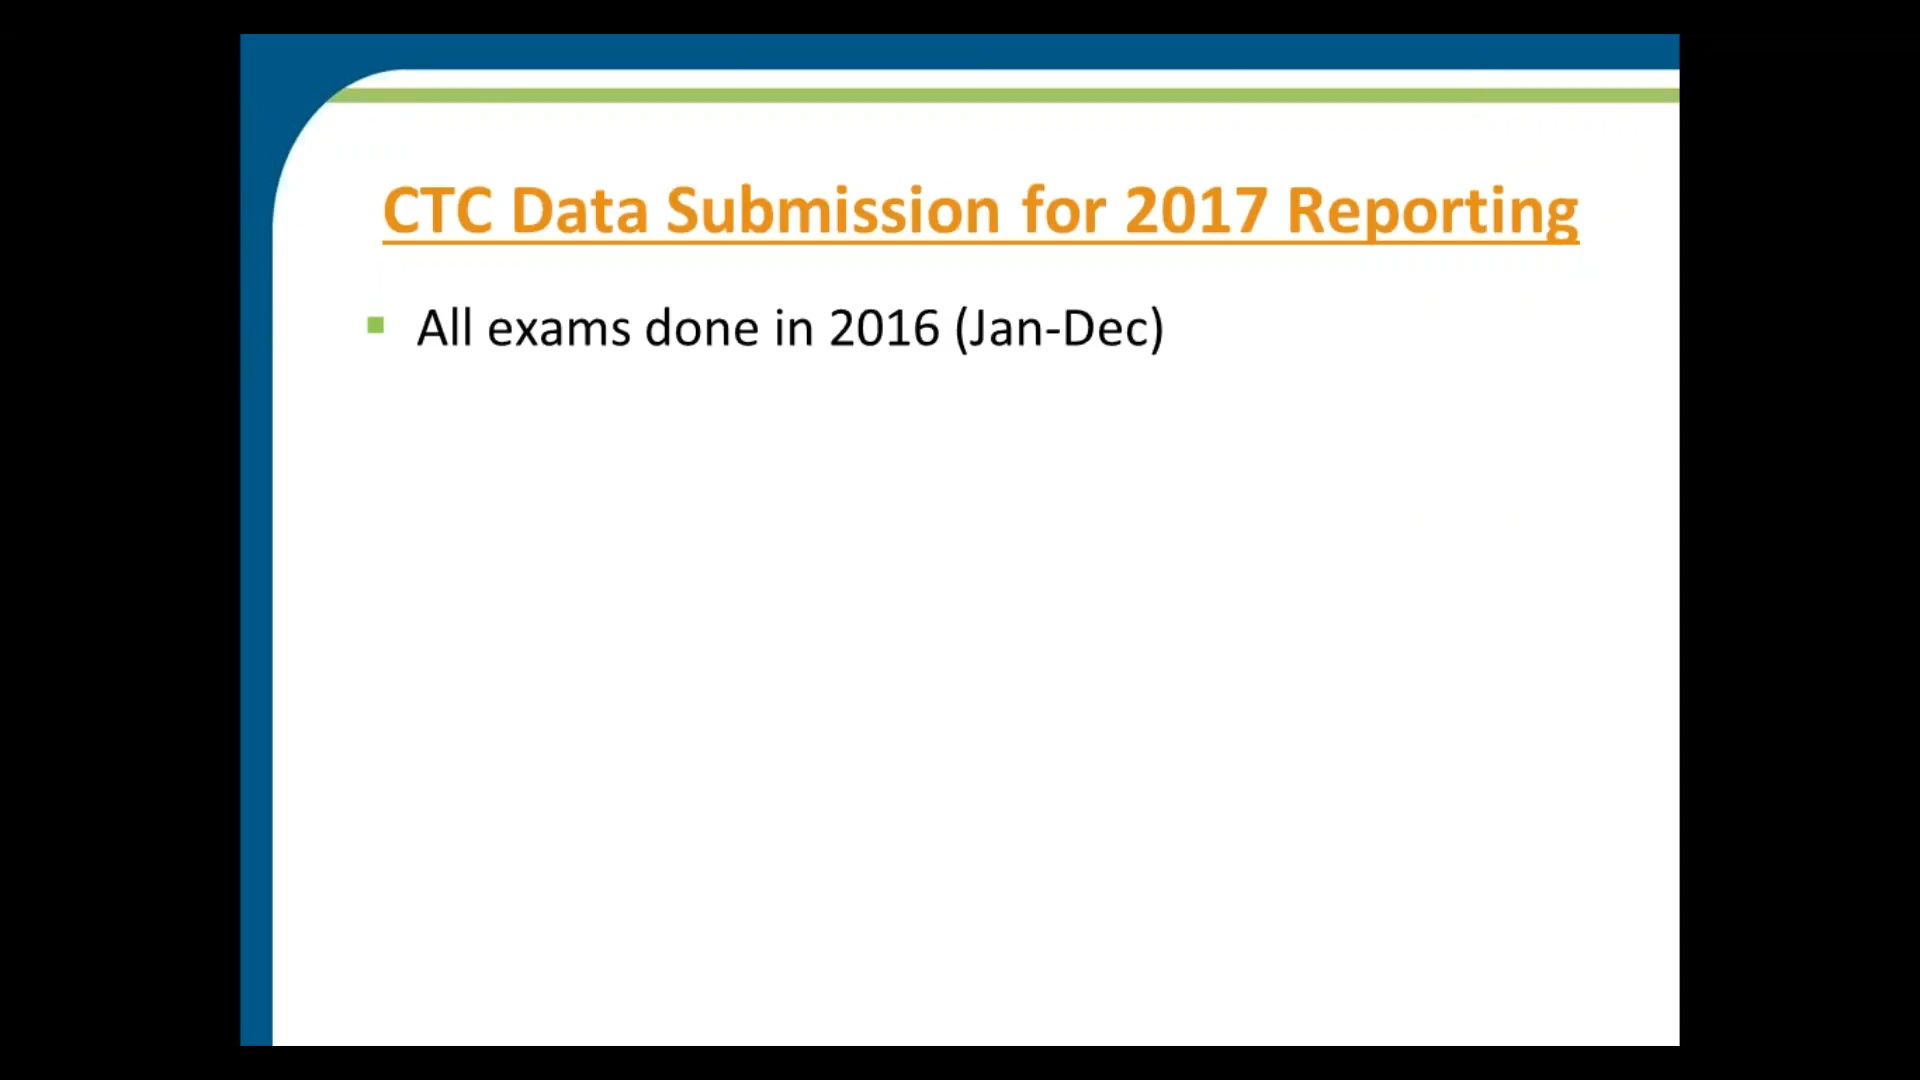 CTC Data Submission for 2017 Reporting
All exams done in 2016 (Jan-Dec)